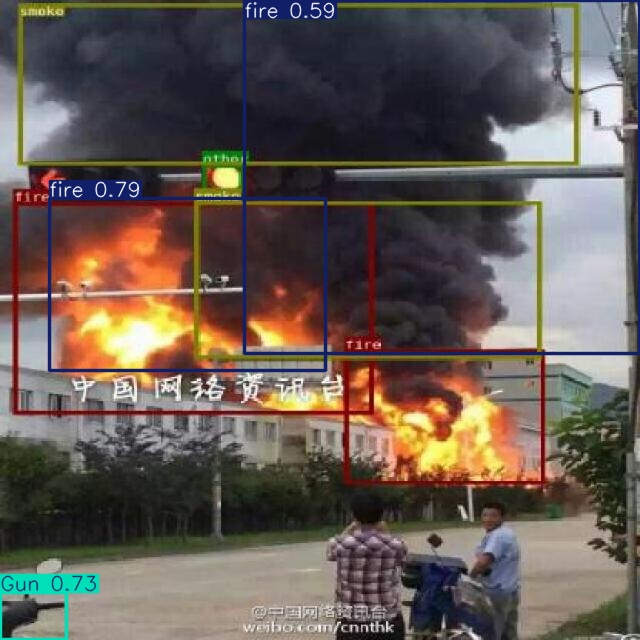 smoke
fire 0.59
other
fire 0.79
fire
smoke
fire
中国网络资讯台
Gun 0.73
@中国网络资讯台
weibo.com/cnnthk